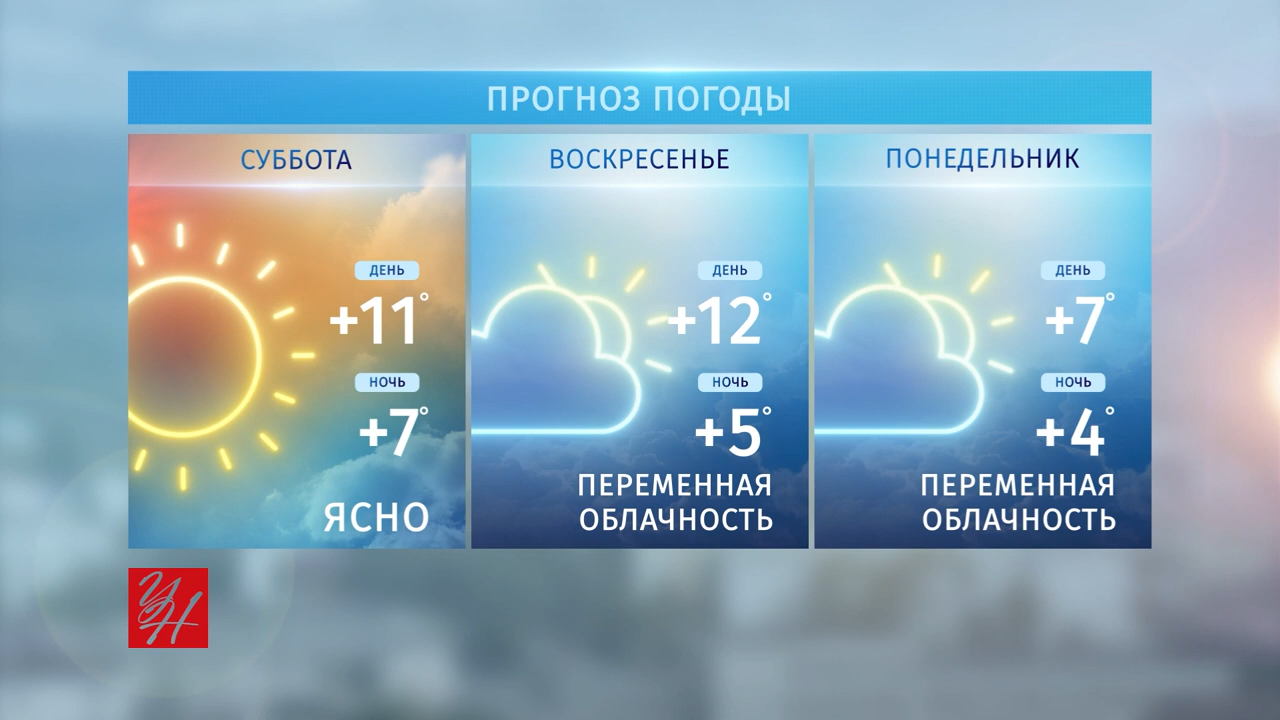 ПРОГНОЗ ПОГОДЫ
СУББОТА
ДЕНЬ
+11°
НОЧЬ
+7°
ЯСНО
ВОСКРЕСЕНЬЕ
ДЕНЬ
+12°
НОЧЬ
+5°
ПЕРЕМЕННАЯ
ОБЛАЧНОСТЬ
ПОНЕДЕЛЬНИК
ДЕНЬ
+7°
НОЧЬ
+4°
ПЕРЕМЕННАЯ
ОБЛАЧНОСТЬ
УН